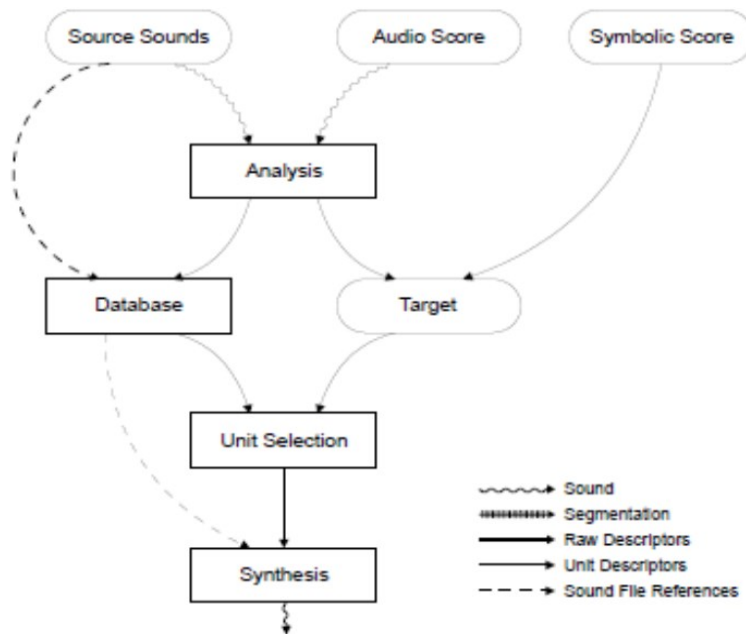 Source Sounds
Audio Score
Symbolic Score
Analysis
Database
Target
Unit Selection
Synthesis
Sound
Segmentation
Raw Descriptors
Unit Descriptors
Sound File References